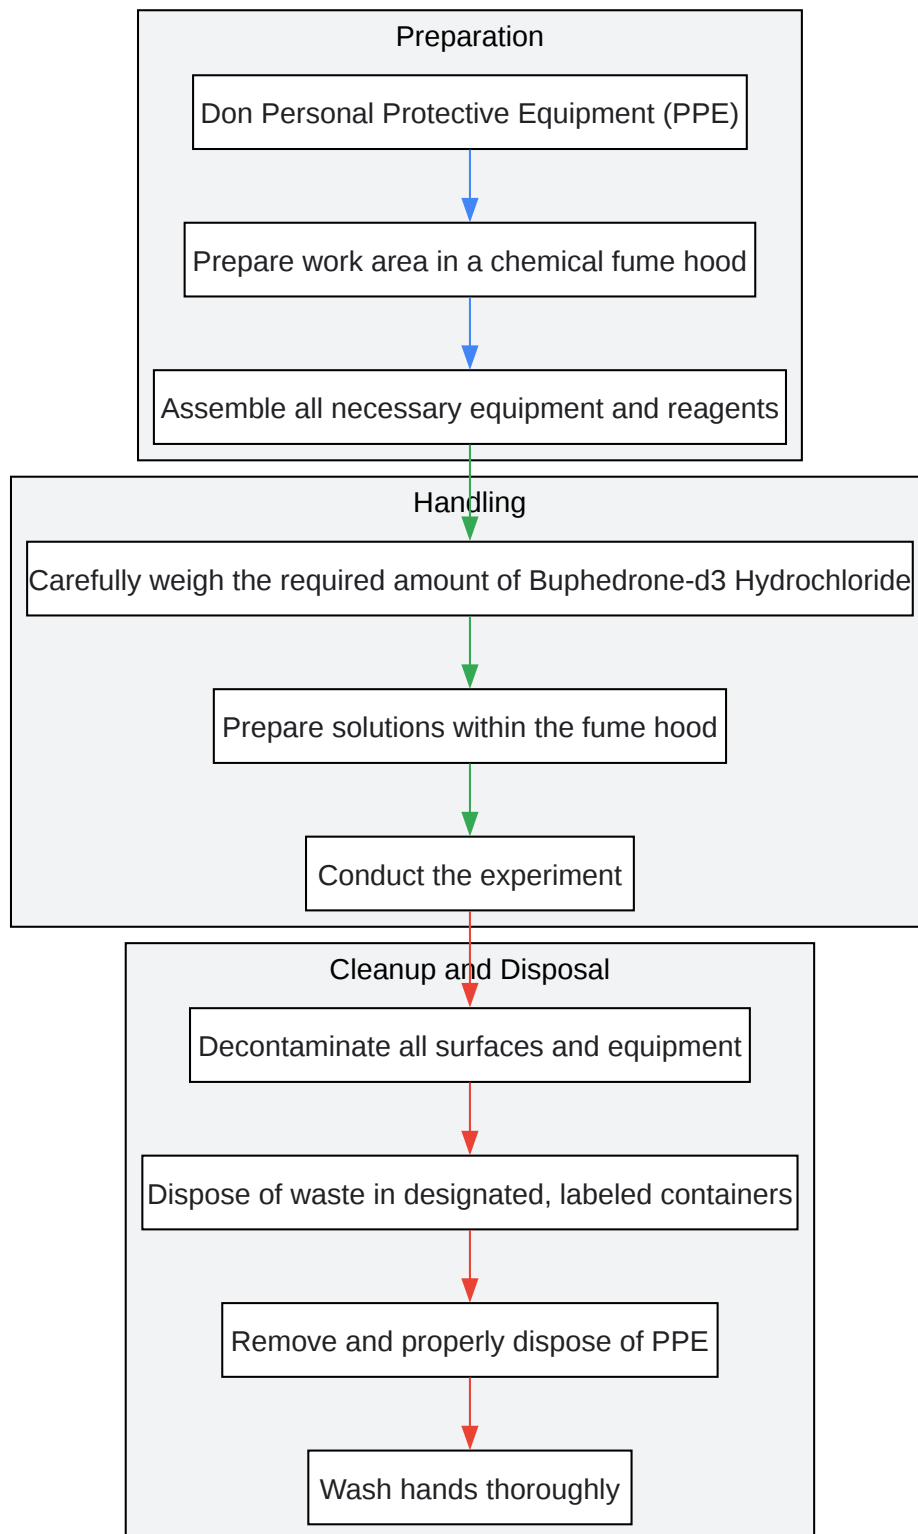 Preparation
Don Personal Protective Equipment (PPE)
Prepare work area in a chemical fume hood
Assemble all necessary equipment and reagents
Handling
Carefully weigh the required amount of Buphedrone-d3 Hydrochloride
Prepare solutions within the fume hood
Conduct the experiment
Cleanup and Disposal
Decontaminate all surfaces and equipment
Dispose of waste in designated, labeled containers
Remove and properly dispose of PPE
Wash hands thoroughly